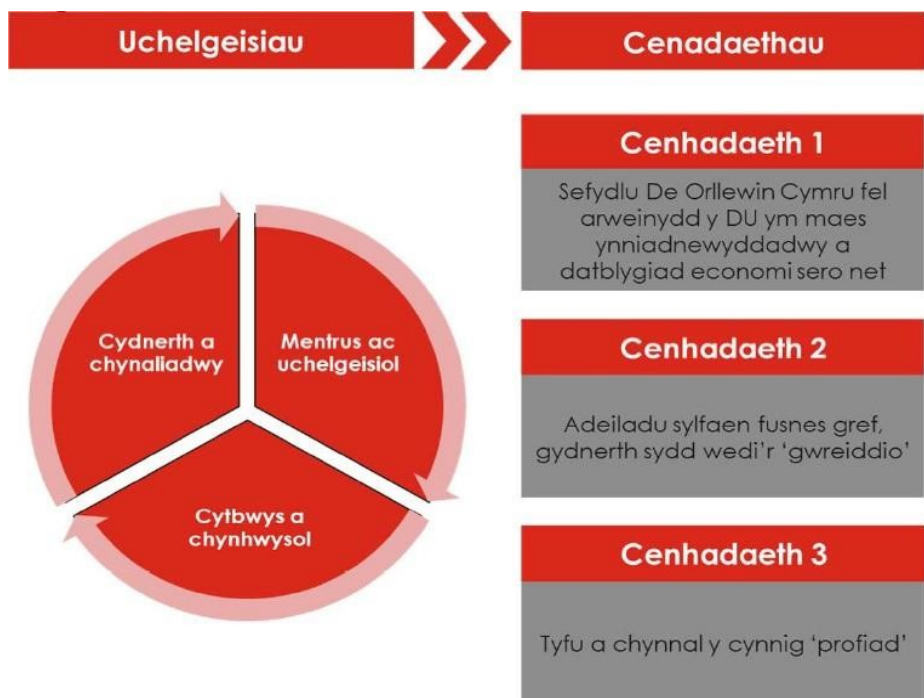 Uchelgeisiau
Cenadaethau
Cydnerth a
chynaliadwy
Mentrus ac
uchelgeisiol
Cytbwys a
chynhwysol
Cenhadaeth 1
Sefydlu De Orllewin Cymru fel
arweinydd y DU ym maes
ynniadnewyddadwy a
datblygiad economi sero net
Cenhadaeth 2
Adeiladu sylfaen fusnes gref,
gydnerth sydd wedi’r ‘gwreiddio’
Cenhadaeth 3
Tyfu a chynnal y cynnig ‘profiad’